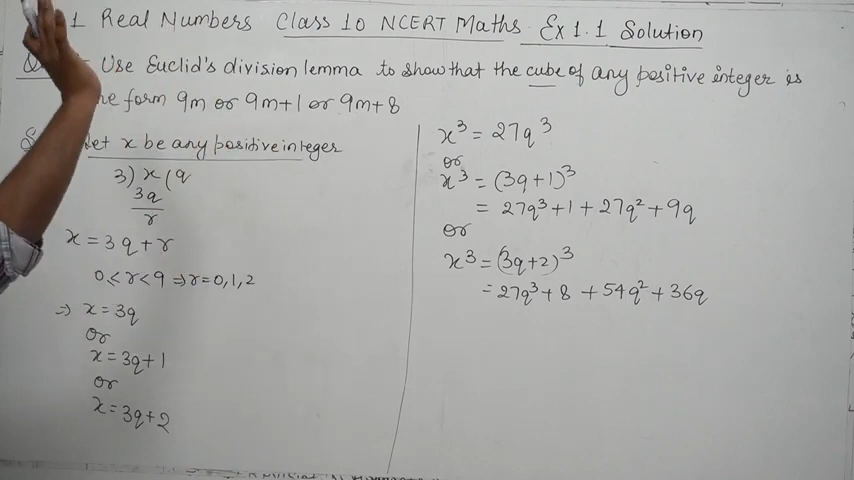 1 Real Numbers Class 10 NCERT Maths Ex 1.1 Solution
Use Euclid's division lemma to show that the cube of any positive integer is
form 9m or 9m+1 or 9m+8
Let x be any positive integer
3) x (q
3q
r
x = 3q + r
0 ≤ r < 9 ⇒ r = 0, 1, 2
⇒ x = 3q
Or
x = 3q + 1
or
x = 3q + 2
x³ = 27q³
or
x³ = (3q+1)³
= 27q³ + 1 + 27q² + 9q
or
x³ = (3q+2)³
= 27q³ + 8 + 54q² + 36q